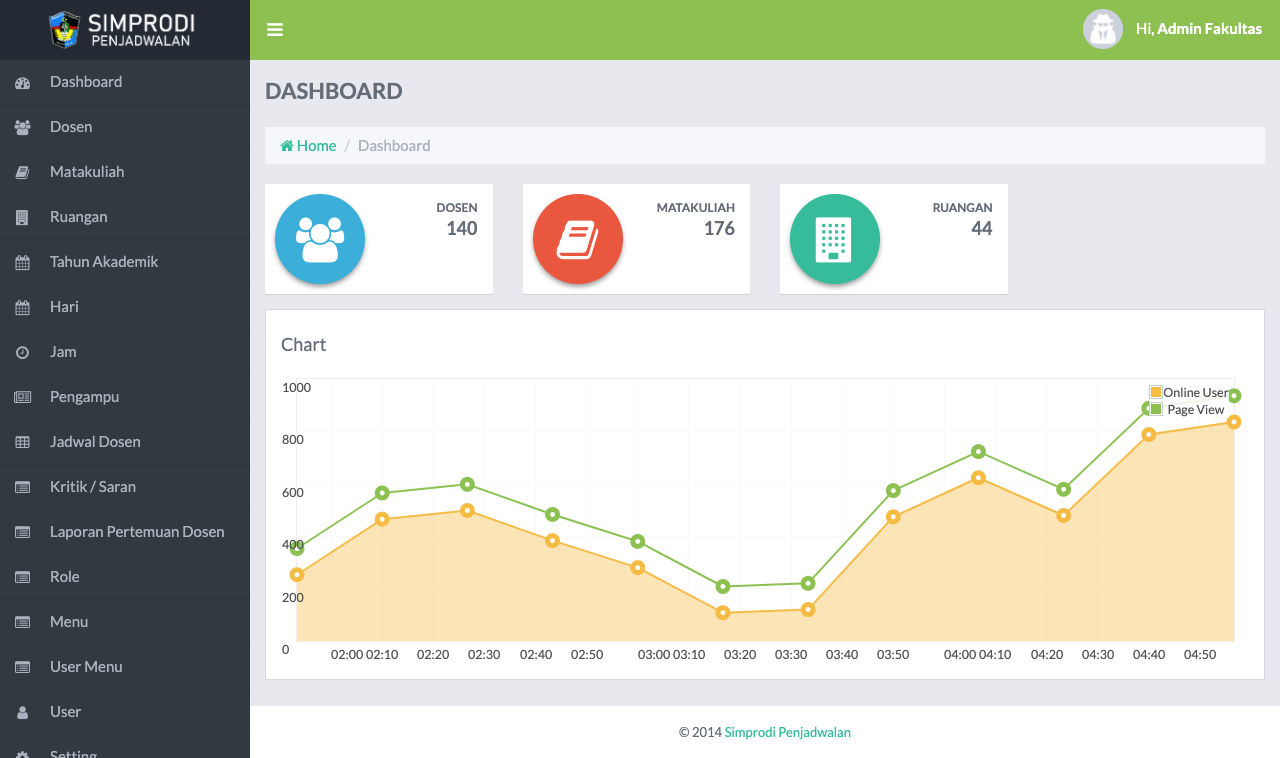 SIMPRODI
PENJADWALAN
Hi, Admin Fakultas
Dashboard
Dosen
Matakuliah
Ruangan
Tahun Akademik
Hari
Jam
Pengampu
Jadwal Dosen
Kritik / Saran
Laporan Pertemuan Dosen
Role
Menu
User Menu
User
Setting
DASHBOARD
Home / Dashboard
DOSEN
140
MATAKULIAH
176
RUANGAN
44
Chart
1000
800
600
400
200
0
Online User
Page View
02:00 02:10 02:20 02:30 02:40 02:50 03:00 03:10 03:20 03:30 03:40 03:50 04:00 04:10 04:20 04:30 04:40 04:50
© 2014 Simprodi Penjadwalan